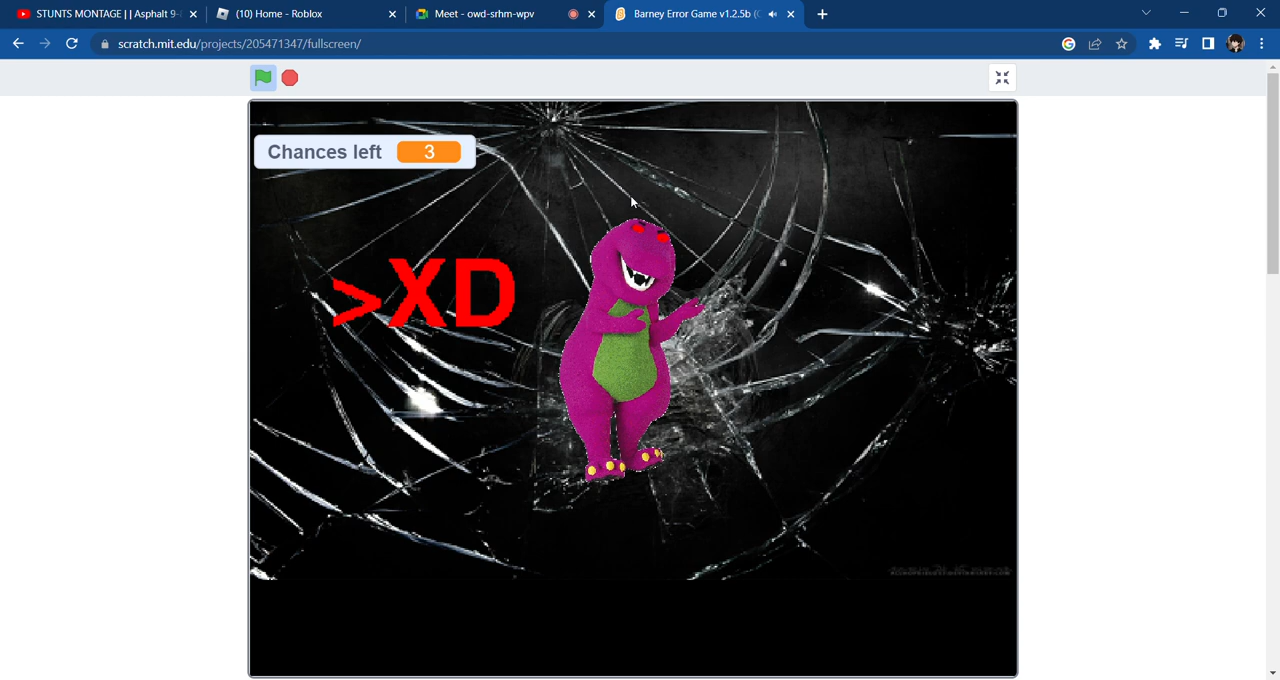 STUNTS MONTAGE | | Asphalt 9-
(10) Home - Roblox
Meet - owd-srhm-wpv
Barney Error Game v1.2.5b (
scratch.mit.edu/projects/205471347/fullscreen/
Chances left 3
>XD